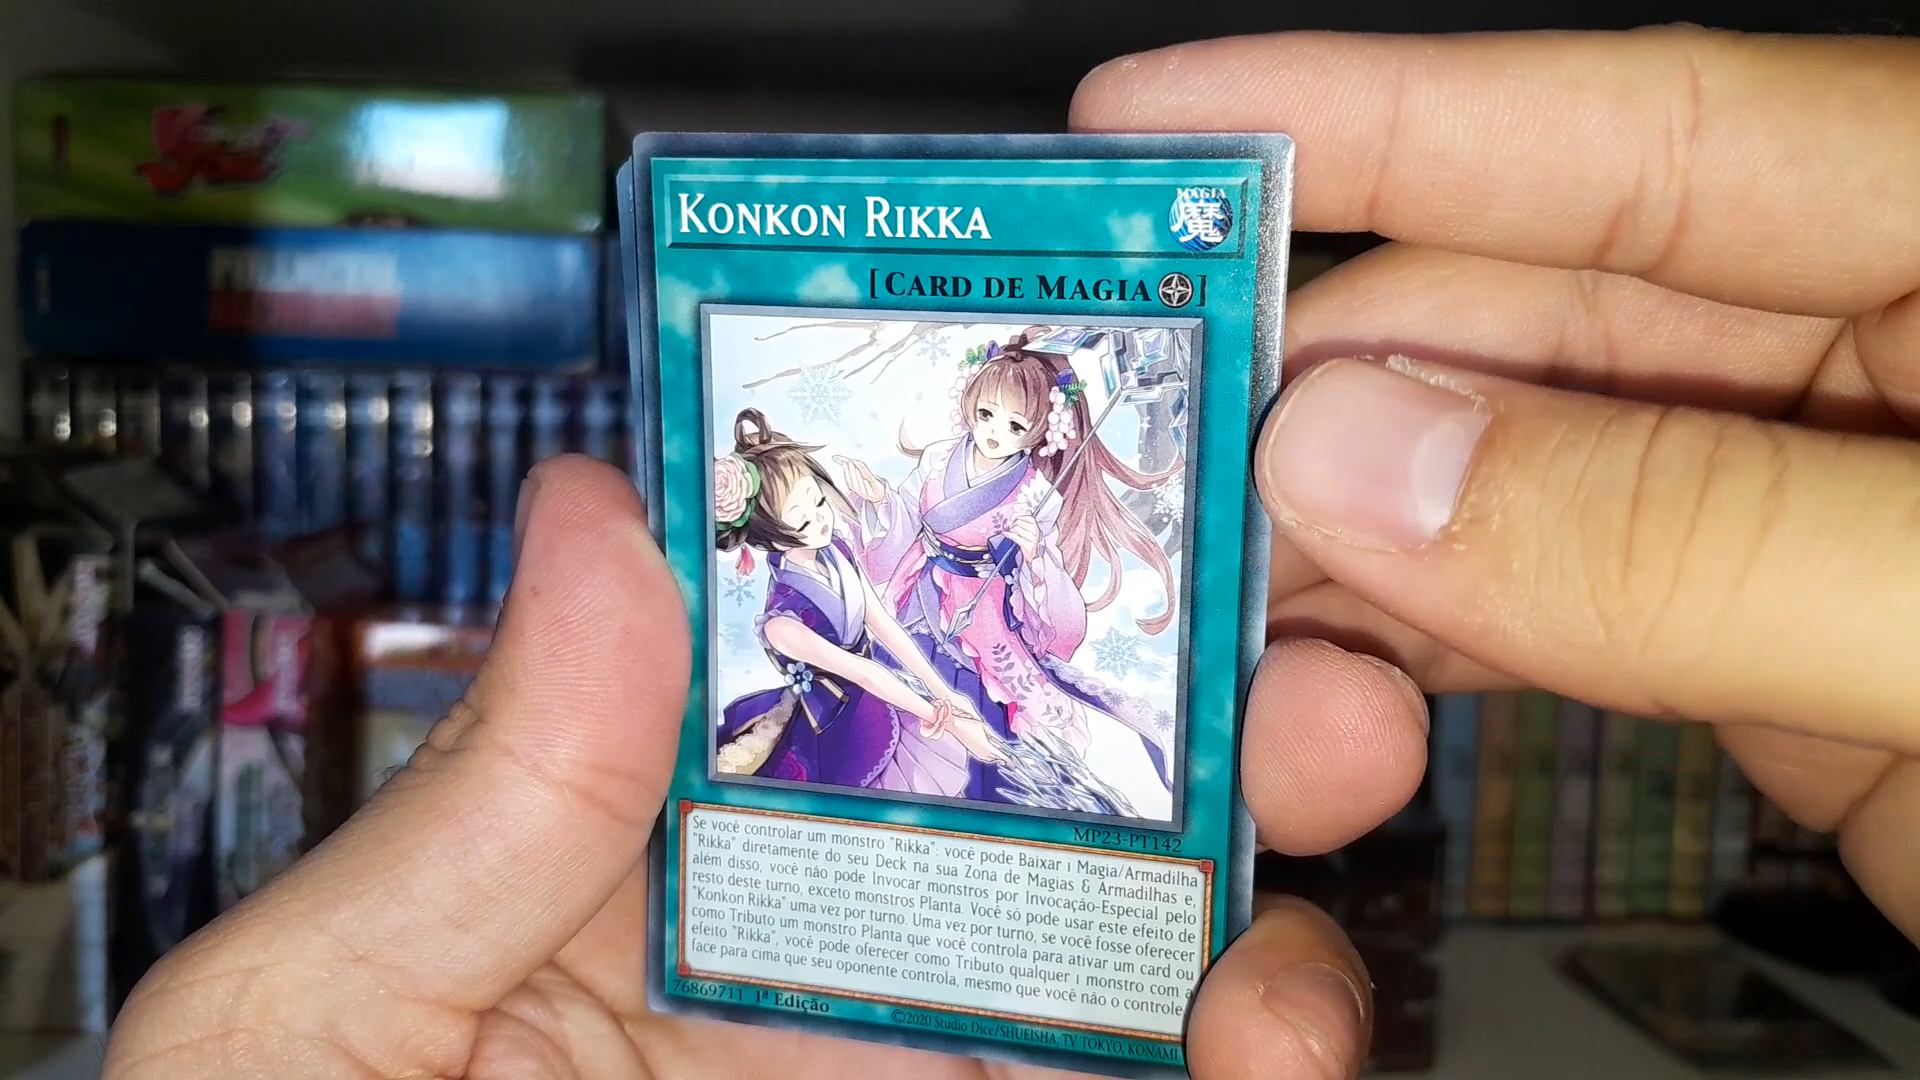 KONKON RIKKA
MAGIA
魔
[CARD DE MAGIA]
MP23-PT142
Se você controlar um monstro "Rikka": você pode Baixar 1 Magia/Armadilha
"Rikka" diretamente do seu Deck na sua Zona de Magias & Armadilhas e,
além disso, você não pode Invocar monstros por Invocação-Especial pelo
resto deste turno, exceto monstros Planta. Você só pode usar este efeito de
"Konkon Rikka" uma vez por turno. Uma vez por turno, se você fosse oferecer
como Tributo um monstro Planta que você controla para ativar um card ou
efeito "Rikka", você pode oferecer como Tributo qualquer 1 monstro com a
face para cima que seu oponente controla, mesmo que você não o controle
76869711 1ª Edição
©2020 Studio Dice/SHUEISHA, TV TOKYO, KONAMI